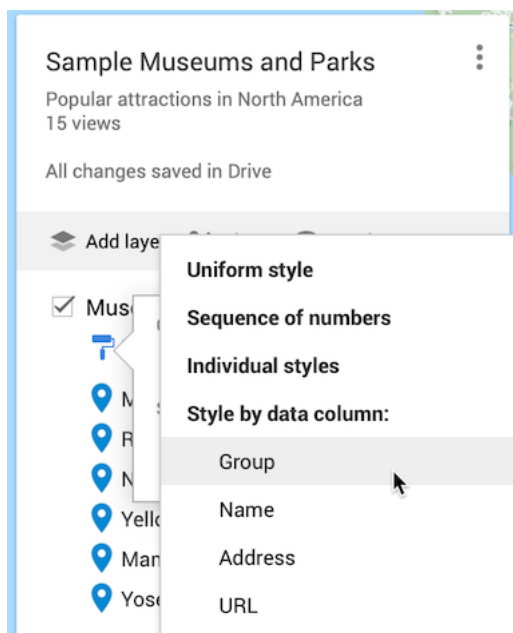 Sample Museums and Parks
Popular attractions in North America
15 views
All changes saved in Drive
Add laye
Uniform style
Muse
Sequence of numbers
Individual styles
Style by data column:
Group
Name
Yello
Address
Man
URL
Yose